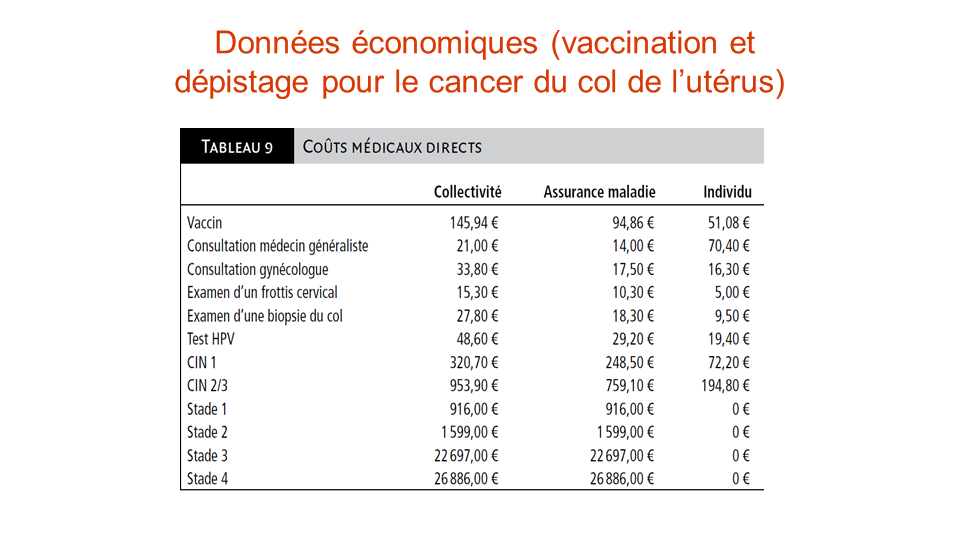 Données économiques (vaccination et
dépistage pour le cancer du col de l’utérus)
TABLEAU 9 COÛTS MÉDICAUX DIRECTS
Collectivité Assurance maladie Individu
Vaccin 145,94 € 94,86 € 51,08 €
Consultation médecin généraliste 21,00 € 14,00 € 70,40 €
Consultation gynécologue 33,80 € 17,50 € 16,30 €
Examen d’un frottis cervical 15,30 € 10,30 € 5,00 €
Examen d’une biopsie du col 27,80 € 18,30 € 9,50 €
Test HPV 48,60 € 29,20 € 19,40 €
CIN 1 320,70 € 248,50 € 72,20 €
CIN 2/3 953,90 € 759,10 € 194,80 €
Stade 1 916,00 € 916,00 € 0 €
Stade 2 1 599,00 € 1 599,00 € 0 €
Stade 3 22 697,00 € 22 697,00 € 0 €
Stade 4 26 886,00 € 26 886,00 € 0 €